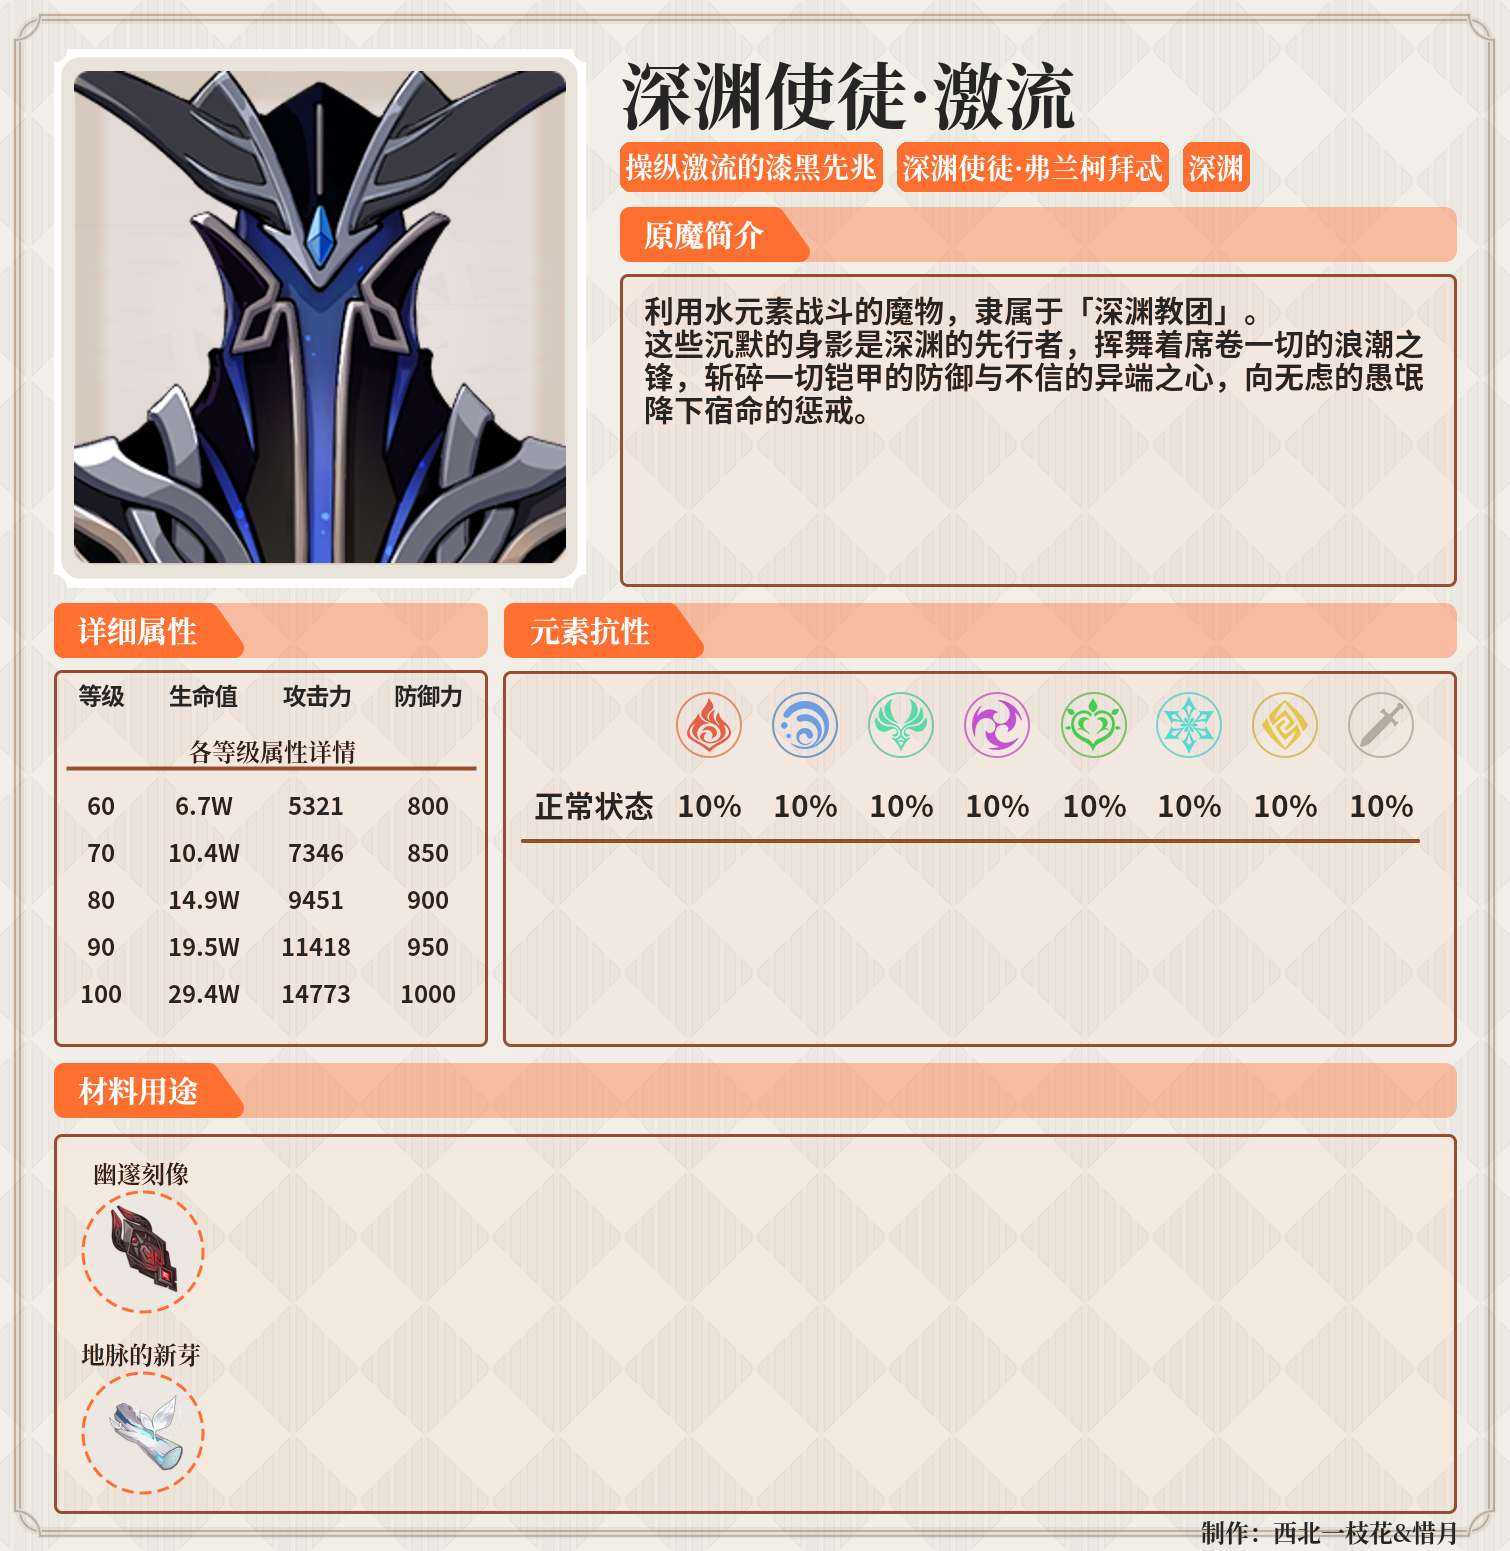 深渊使徒·激流
操纵激流的漆黑先兆 深渊使徒·弗兰柯拜忒 深渊
原魔简介
利用水元素战斗的魔物，隶属于「深渊教团」。
这些沉默的身影是深渊的先行者，挥舞着席卷一切的浪潮之
锋，斩碎一切铠甲的防御与不信的异端之心，向无虑的愚氓
降下宿命的惩戒。
详细属性
等级 生命值 攻击力 防御力
各等级属性详情
60 6.7W 5321 800
70 10.4W 7346 850
80 14.9W 9451 900
90 19.5W 11418 950
100 29.4W 14773 1000
元素抗性
正常状态 10% 10% 10% 10% 10% 10% 10% 10%
材料用途
幽邃刻像
地脉的新芽
制作：西北一枝花&惜月